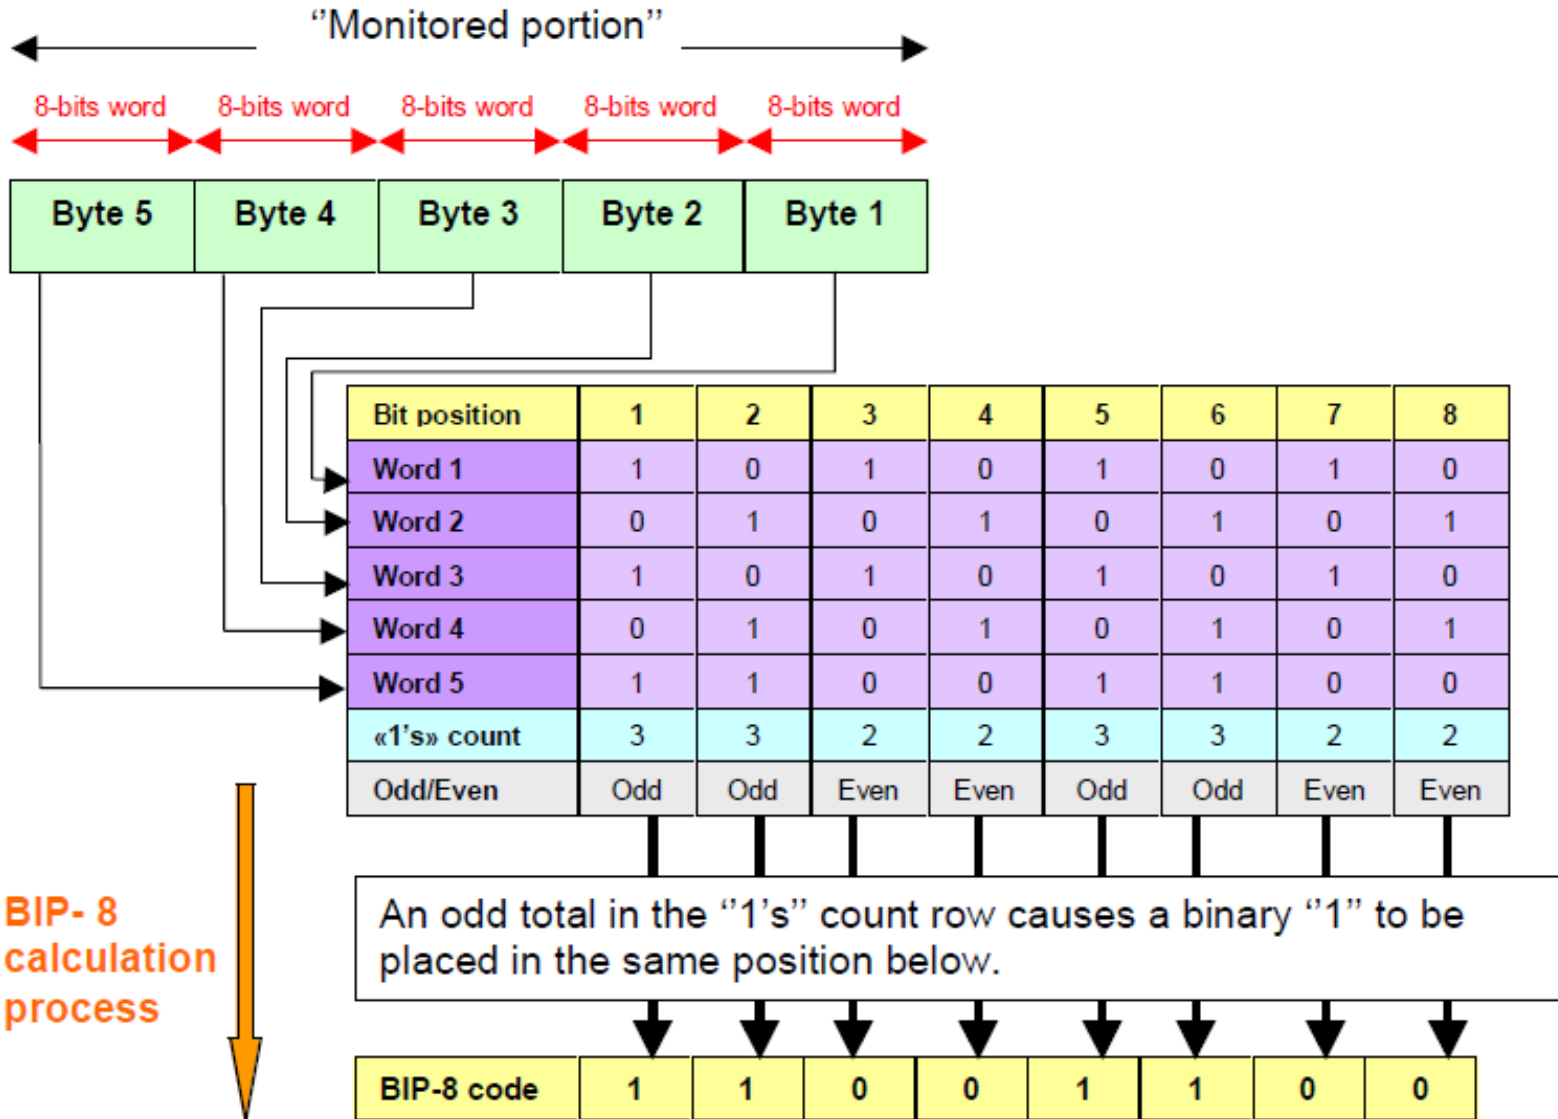 ‘’Monitored portion’’
8-bits word 8-bits word 8-bits word 8-bits word 8-bits word
Byte 5 Byte 4 Byte 3 Byte 2 Byte 1
Bit position 1 2 3 4 5 6 7 8
Word 1 1 0 1 0 1 0 1 0
Word 2 0 1 0 1 0 1 0 1
Word 3 1 0 1 0 1 0 1 0
Word 4 0 1 0 1 0 1 0 1
Word 5 1 1 0 0 1 1 0 0
«1's» count 3 3 2 2 3 3 2 2
Odd/Even Odd Odd Even Even Odd Odd Even Even
An odd total in the ‘’1's’’ count row causes a binary ‘’1’’ to be
placed in the same position below.
BIP- 8
calculation
process
BIP-8 code 1 1 0 0 1 1 0 0